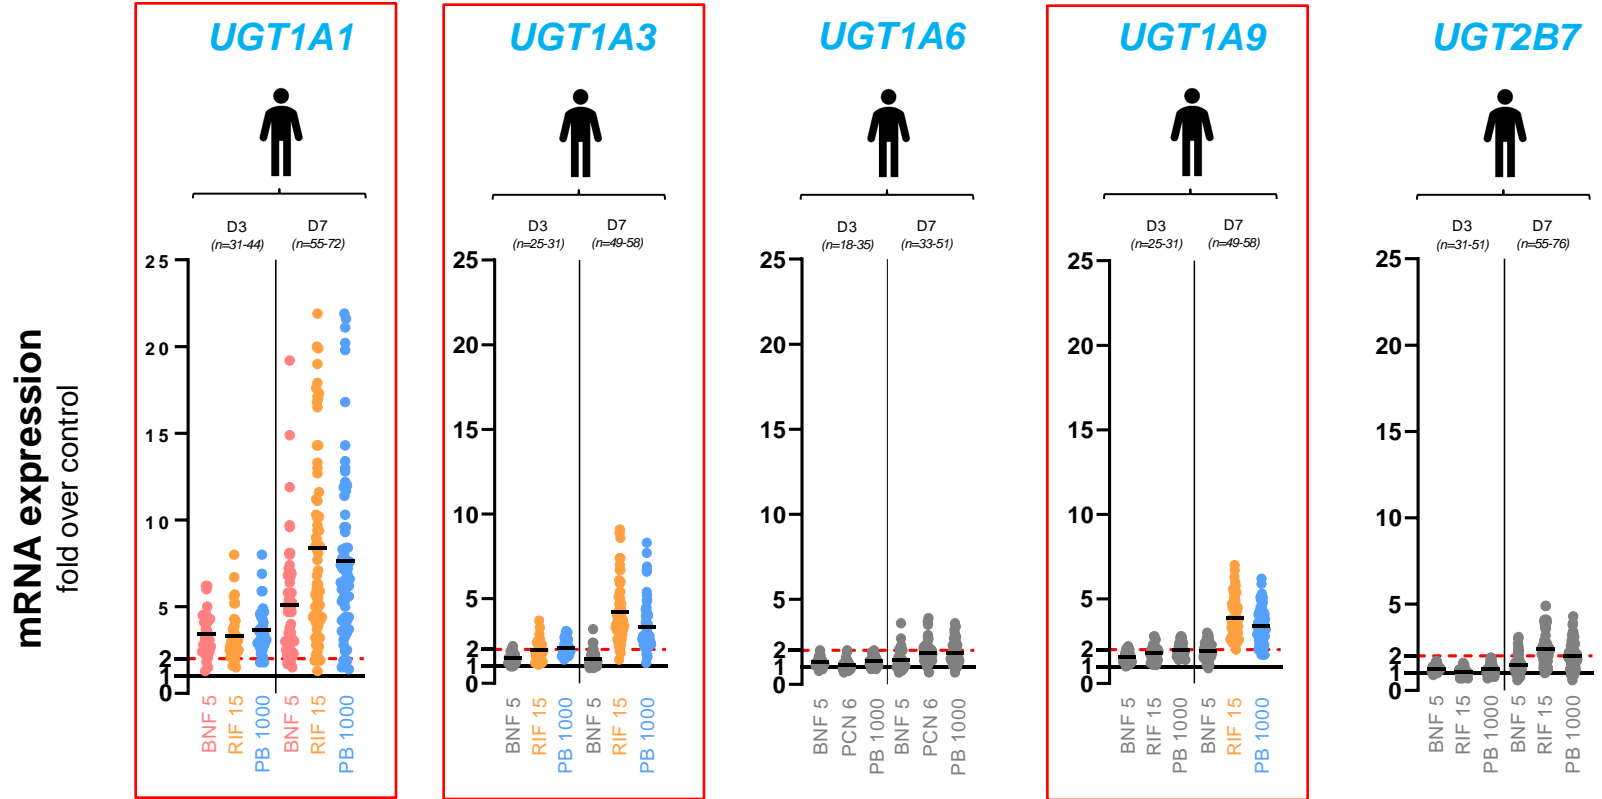 UGT1A1
UGT1A3
UGT1A6
UGT1A9
UGT2B7
mRNA expression
fold over control
D3
(n=31-44)
D7
(n=55-72)
25
20
15
10
5
2
1
0
BNF 5
RIF 15
PB 1000
BNF 5
RIF 15
PB 1000
D3
(n=25-31)
D7
(n=49-58)
25
20
15
10
5
2
1
0
BNF 5
RIF 15
PB 1000
BNF 5
RIF 15
PB 1000
D3
(n=18-35)
D7
(n=33-51)
25
20
15
10
5
2
1
0
BNF 5
PCN 6
PB 1000
BNF 5
PCN 6
PB 1000
D3
(n=25-31)
D7
(n=49-58)
25
20
15
10
5
2
1
0
BNF 5
RIF 15
PB 1000
BNF 5
RIF 15
PB 1000
D3
(n=31-51)
D7
(n=55-76)
25
20
15
10
5
2
1
0
BNF 5
RIF 15
PB 1000
BNF 5
RIF 15
PB 1000